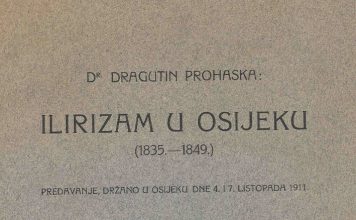 Dr DRAGUTIN PROHASKA:
ILIRIZAM U OSIJEKU
(1835.—1849.)
PREDAVANJE, DRŽANO U OSIJEKU DNE 4. I 7. LISTOPADA 1911.